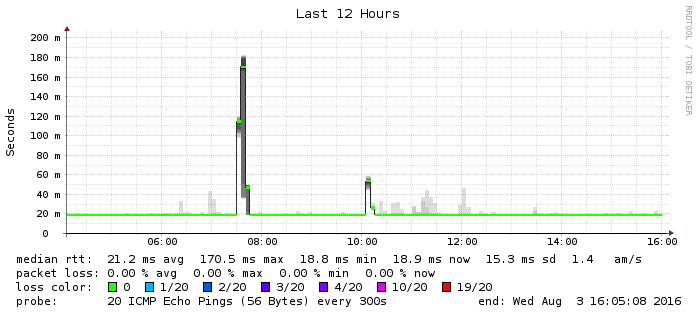 Last 12 Hours
RRDTOOL / TOBI OETIKER
Seconds
200 m
180 m
160 m
140 m
120 m
100 m
80 m
60 m
40 m
20 m
0
06:00 08:00 10:00 12:00 14:00 16:00
median rtt: 21.2 ms avg 170.5 ms max 18.8 ms min 18.9 ms now 15.3 ms sd 1.4 am/s
packet loss: 0.00 % avg 0.00 % max 0.00 % min 0.00 % now
loss color: 0 1/20 2/20 3/20 4/20 10/20 19/20
probe: 20 ICMP Echo Pings (56 Bytes) every 300s end: Wed Aug 3 16:05:08 2016